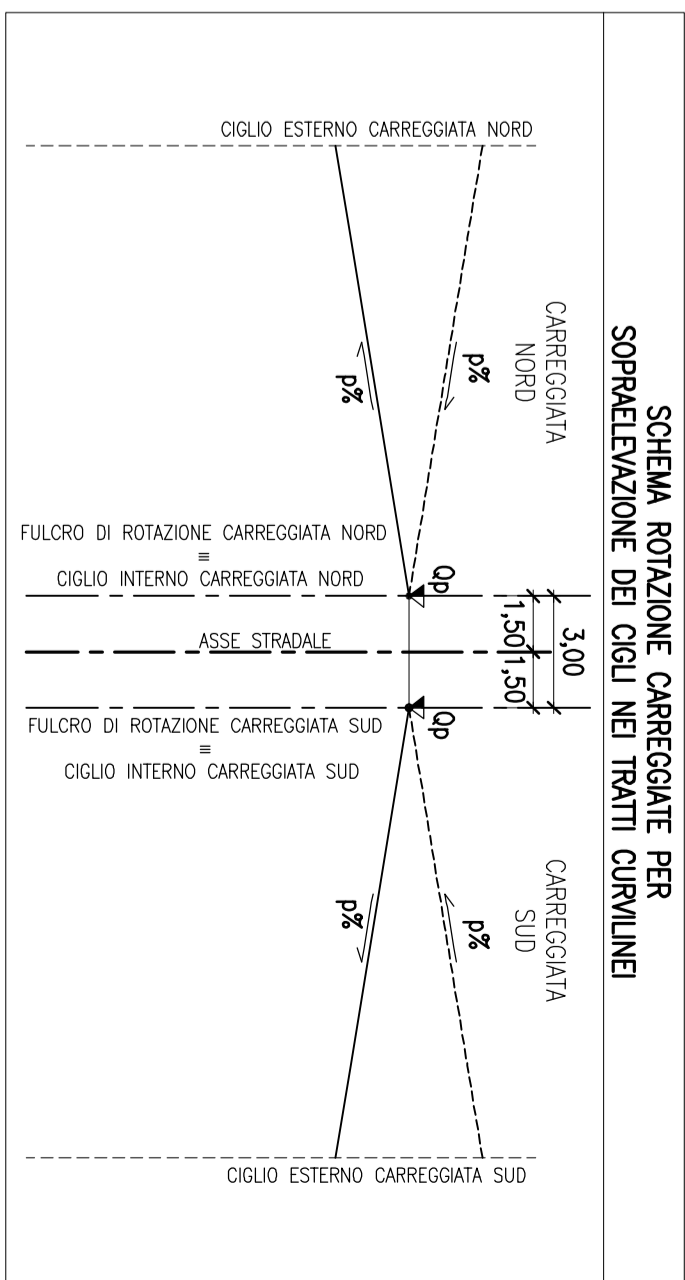 SCHEMA ROTAZIONE CARREGGIATE PER
SOPRAELEVAZIONE DEI CIGLI NEI TRATTI CURVILINEI
CIGLIO ESTERNO CARREGGIATA NORD
CARREGGIATA
NORD
p%
p%
FULCRO DI ROTAZIONE CARREGGIATA NORD
≡
CIGLIO INTERNO CARREGGIATA NORD
Qp
3,00
1,50
1,50
ASSE STRADALE
Qp
FULCRO DI ROTAZIONE CARREGGIATA SUD
≡
CIGLIO INTERNO CARREGGIATA SUD
CARREGGIATA
SUD
p%
p%
CIGLIO ESTERNO CARREGGIATA SUD